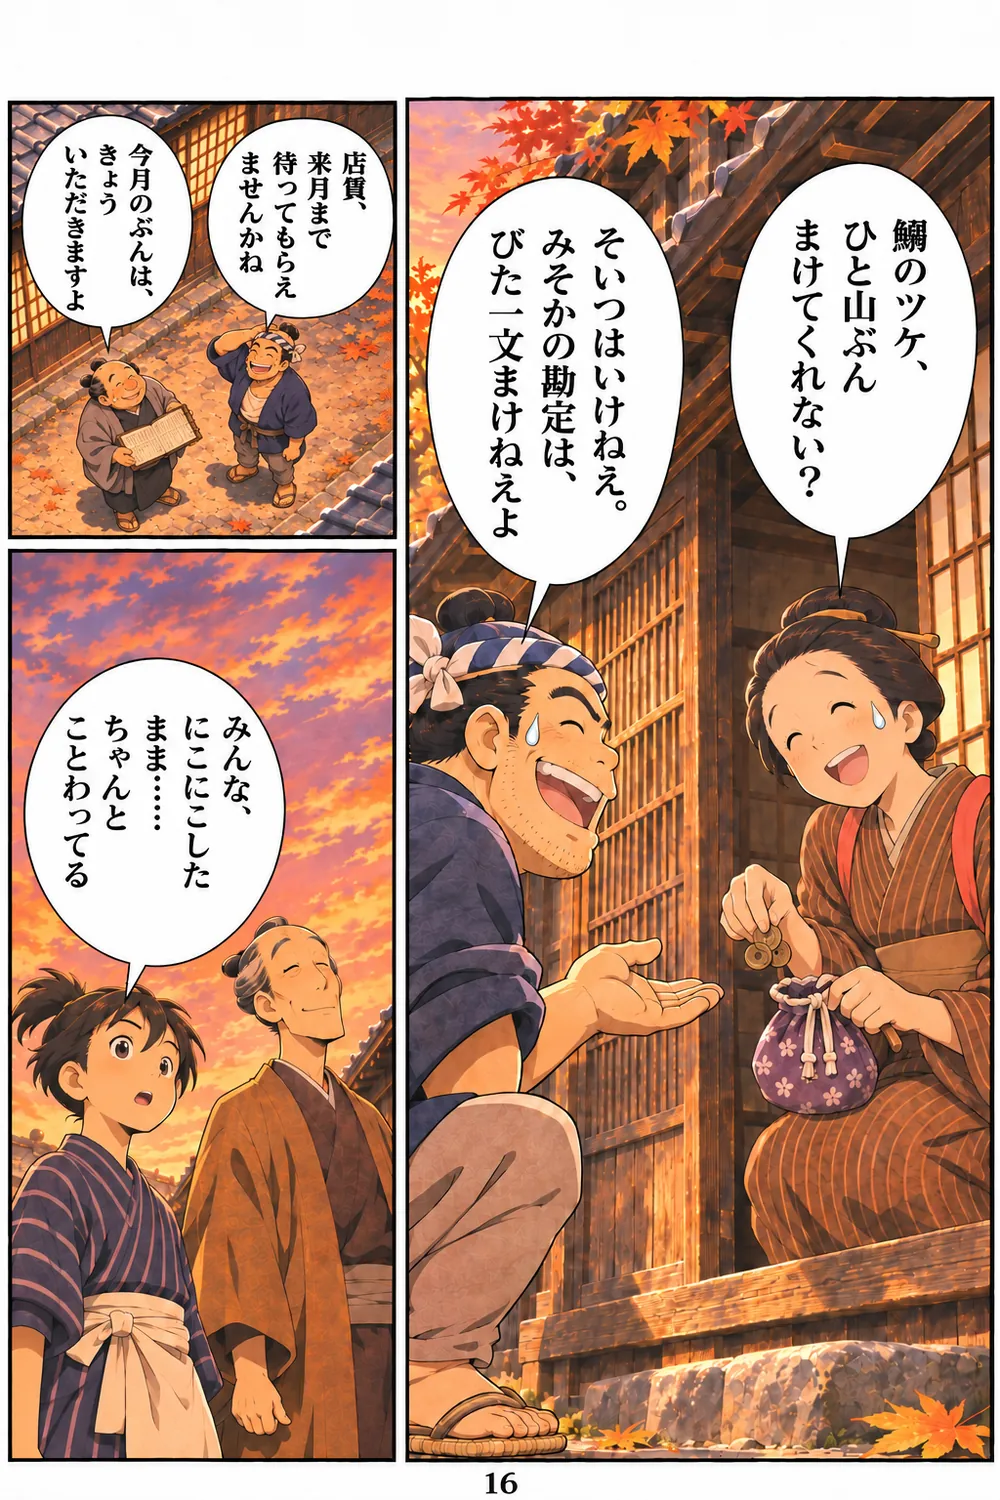 鰯のツケ、
ひと山ぶん
まけてくれない？
そいつはいけねえ。
みそかの勘定は、
びた一文まけねえよ
店賃、
来月まで
待ってもらえ
ませんかね
今月のぶんは、
きょう
いただきますよ
みんな、
にこにこした
まま……
ちゃんと
ことわってる
16